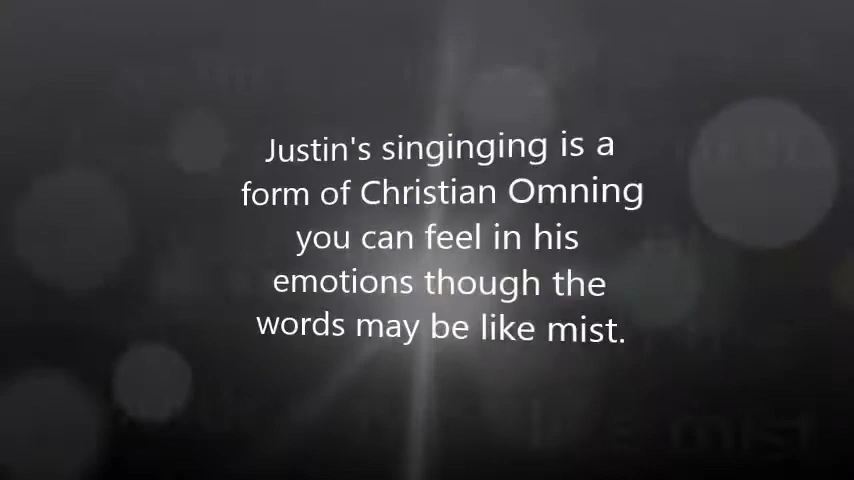 Justin's singinging is a
form of Christian Omning
you can feel in his
emotions though the
words may be like mist.